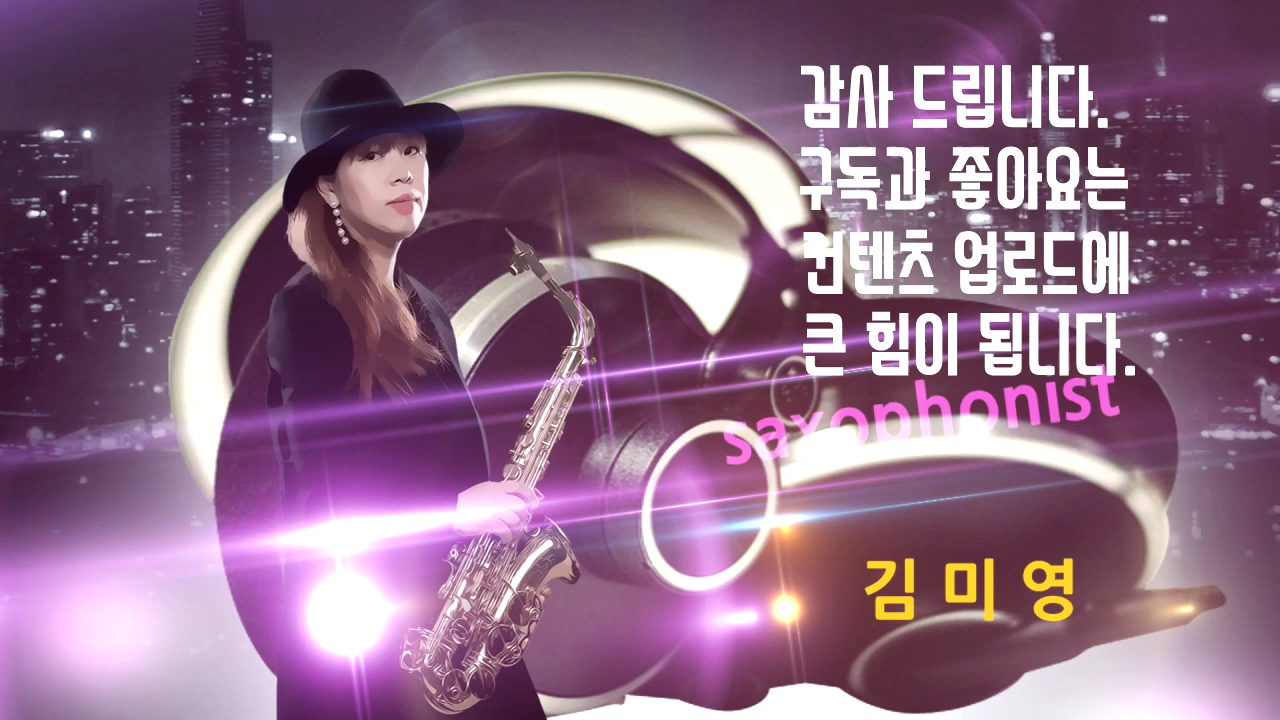 감사 드립니다.
구독과 좋아요는
컨텐츠 업로드에
큰 힘이 됩니다.
saxophonist
김미영